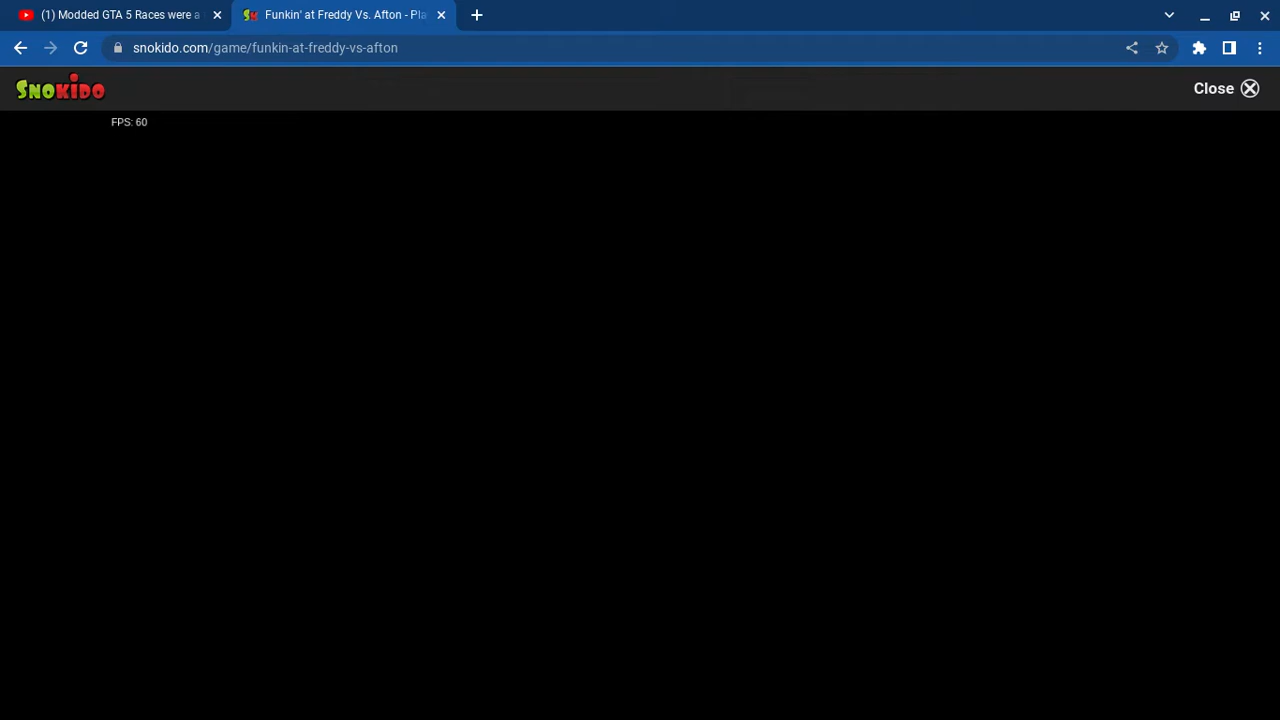 (1) Modded GTA 5 Races were a
Funkin' at Freddy Vs. Afton - Pla
snokido.com/game/funkin-at-freddy-vs-afton
SNOKIDO
Close
FPS: 60